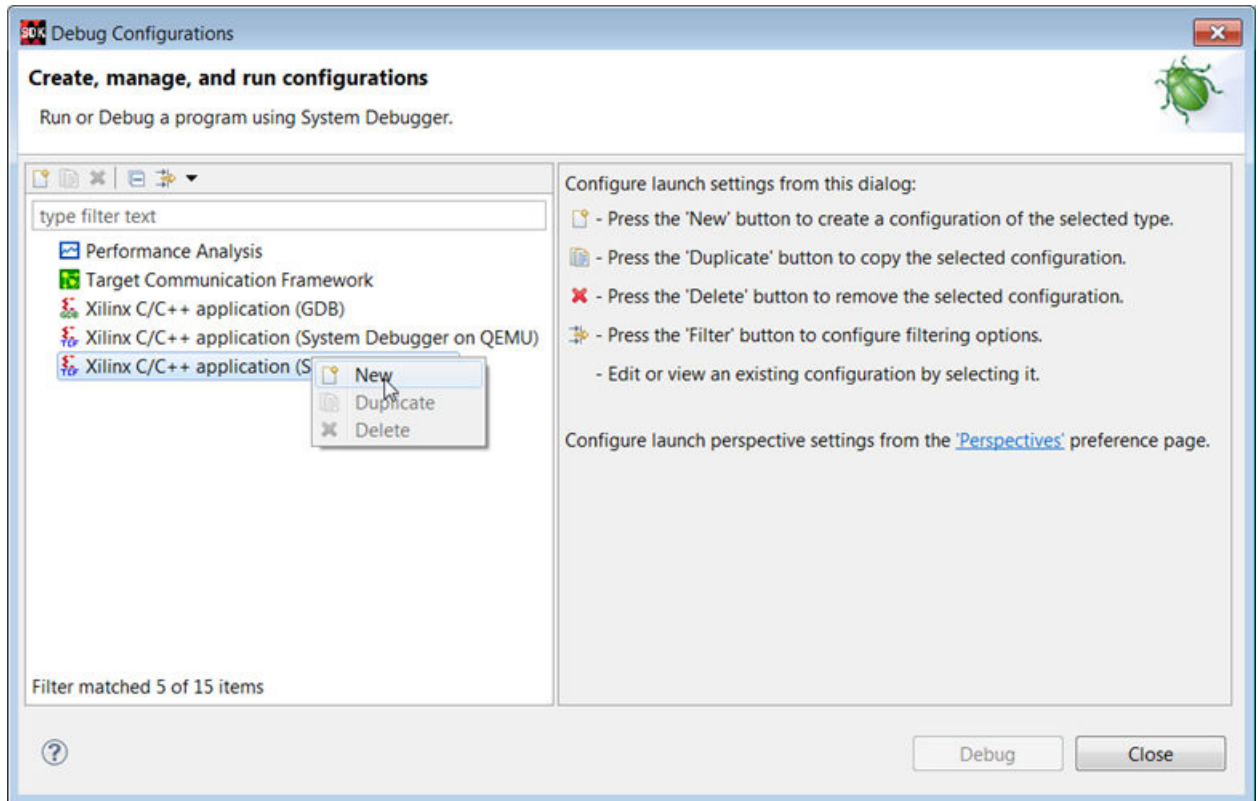 SDK Debug Configurations
Create, manage, and run configurations
Run or Debug a program using System Debugger.
type filter text
Performance Analysis
Target Communication Framework
Xilinx C/C++ application (GDB)
Xilinx C/C++ application (System Debugger on QEMU)
Xilinx C/C++ application (S
New
Duplicate
Delete
Filter matched 5 of 15 items
Configure launch settings from this dialog:
- Press the 'New' button to create a configuration of the selected type.
- Press the 'Duplicate' button to copy the selected configuration.
- Press the 'Delete' button to remove the selected configuration.
- Press the 'Filter' button to configure filtering options.
- Edit or view an existing configuration by selecting it.
Configure launch perspective settings from the 'Perspectives' preference page.
?
Debug
Close